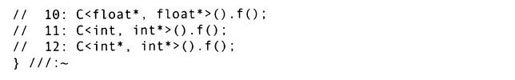 //  10: C<float*, float*>().f();
//  11: C<int, int*>().f();
//  12: C<int*, int*>().f();
} ///:~